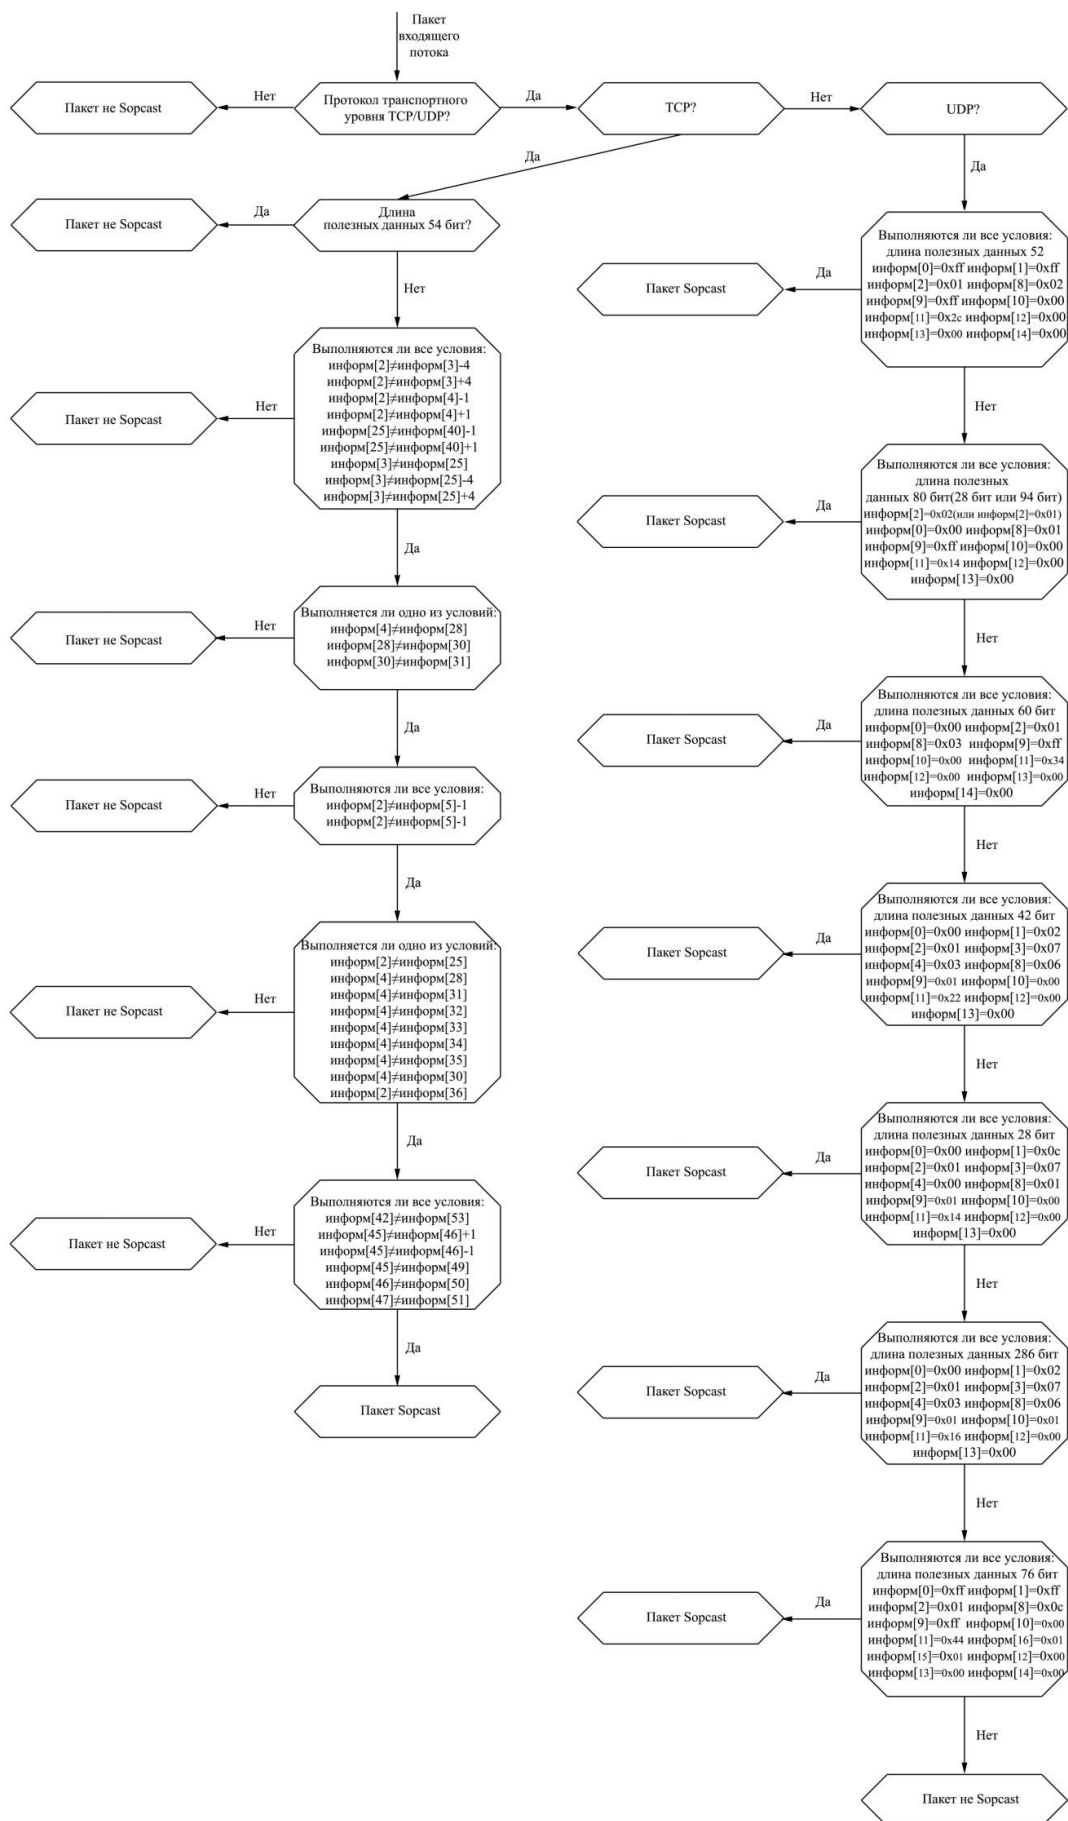 Пакет
входящего
потока
Пакет не Sopcast
Нет
Протокол транспортного
уровня TCP/UDP?
Да
TCP?
Нет
UDP?
Да
Да
Пакет не Sopcast
Да
Длина
полезных данных 54 бит?
Нет
Пакет не Sopcast
Нет
Выполняются ли все условия:
информ[2]≠информ[3]-4
информ[2]≠информ[3]+4
информ[2]≠информ[4]-1
информ[2]≠информ[4]+1
информ[25]≠информ[40]-1
информ[25]≠информ[40]+1
информ[3]≠информ[25]
информ[3]≠информ[25]-4
информ[3]≠информ[25]+4
Да
Пакет не Sopcast
Нет
Выполняется ли одно из условий:
информ[4]≠информ[28]
информ[28]≠информ[30]
информ[30]≠информ[31]
Да
Пакет не Sopcast
Нет
Выполняются ли все условия:
информ[2]≠информ[5]-1
информ[2]≠информ[5]-1
Да
Пакет не Sopcast
Нет
Выполняется ли одно из условий:
информ[2]≠информ[25]
информ[4]≠информ[28]
информ[4]≠информ[31]
информ[4]≠информ[32]
информ[4]≠информ[33]
информ[4]≠информ[34]
информ[4]≠информ[35]
информ[4]≠информ[30]
информ[2]≠информ[36]
Да
Пакет не Sopcast
Нет
Выполняются ли все условия:
информ[42]≠информ[53]
информ[45]≠информ[46]+1
информ[45]≠информ[46]-1
информ[45]≠информ[49]
информ[46]≠информ[50]
информ[47]≠информ[51]
Да
Пакет Sopcast
Пакет Sopcast
Да
Выполняются ли все условия:
длина полезных данных 52
информ[0]=0xff информ[1]=0xff
информ[2]=0x01 информ[8]=0x02
информ[9]=0xff информ[10]=0x00
информ[11]=0x2c информ[12]=0x00
информ[13]=0x00 информ[14]=0x00
Нет
Пакет Sopcast
Да
Выполняются ли все условия:
длина полезных
данных 80 бит(28 бит или 94 бит)
информ[2]=0x02(или информ[2]=0x01)
информ[0]=0x00 информ[8]=0x01
информ[9]=0xff информ[10]=0x00
информ[11]=0x14 информ[12]=0x00
информ[13]=0x00
Нет
Пакет Sopcast
Да
Выполняются ли все условия:
длина полезных данных 60 бит
информ[0]=0x00 информ[2]=0x01
информ[8]=0x03 информ[9]=0xff
информ[10]=0x00 информ[11]=0x34
информ[12]=0x00 информ[13]=0x00
информ[14]=0x00
Нет
Пакет Sopcast
Да
Выполняются ли все условия:
длина полезных данных 42 бит
информ[0]=0x00 информ[1]=0x02
информ[2]=0x01 информ[3]=0x07
информ[4]=0x03 информ[8]=0x06
информ[9]=0x01 информ[10]=0x00
информ[11]=0x22 информ[12]=0x00
информ[13]=0x00
Нет
Пакет Sopcast
Да
Выполняются ли все условия:
длина полезных данных 28 бит
информ[0]=0x00 информ[1]=0x0c
информ[2]=0x01 информ[3]=0x07
информ[4]=0x00 информ[8]=0x01
информ[9]=0x01 информ[10]=0x00
информ[11]=0x14 информ[12]=0x00
информ[13]=0x00
Нет
Пакет Sopcast
Да
Выполняются ли все условия:
длина полезных данных 286 бит
информ[0]=0x00 информ[1]=0x02
информ[2]=0x01 информ[3]=0x07
информ[4]=0x03 информ[8]=0x06
информ[9]=0x01 информ[10]=0x01
информ[11]=0x16 информ[12]=0x00
информ[13]=0x00
Нет
Пакет Sopcast
Да
Выполняются ли все условия:
длина полезных данных 76 бит
информ[0]=0xff информ[1]=0xff
информ[2]=0x01 информ[8]=0x0c
информ[9]=0xff информ[10]=0x00
информ[11]=0x44 информ[16]=0x01
информ[15]=0x01 информ[12]=0x00
информ[13]=0x00 информ[14]=0x00
Нет
Пакет не Sopcast